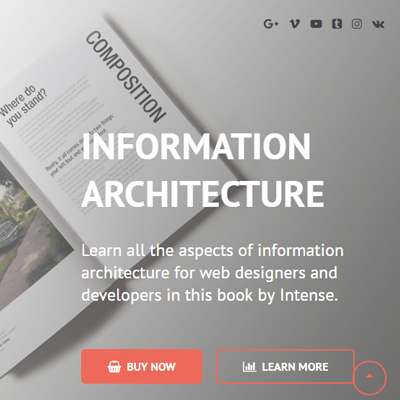 COMPOSITION
Where do
you stand?
INFORMATION
ARCHITECTURE
Learn all the aspects of information
architecture for web designers and
developers in this book by Intense.
BUY NOW
LEARN MORE